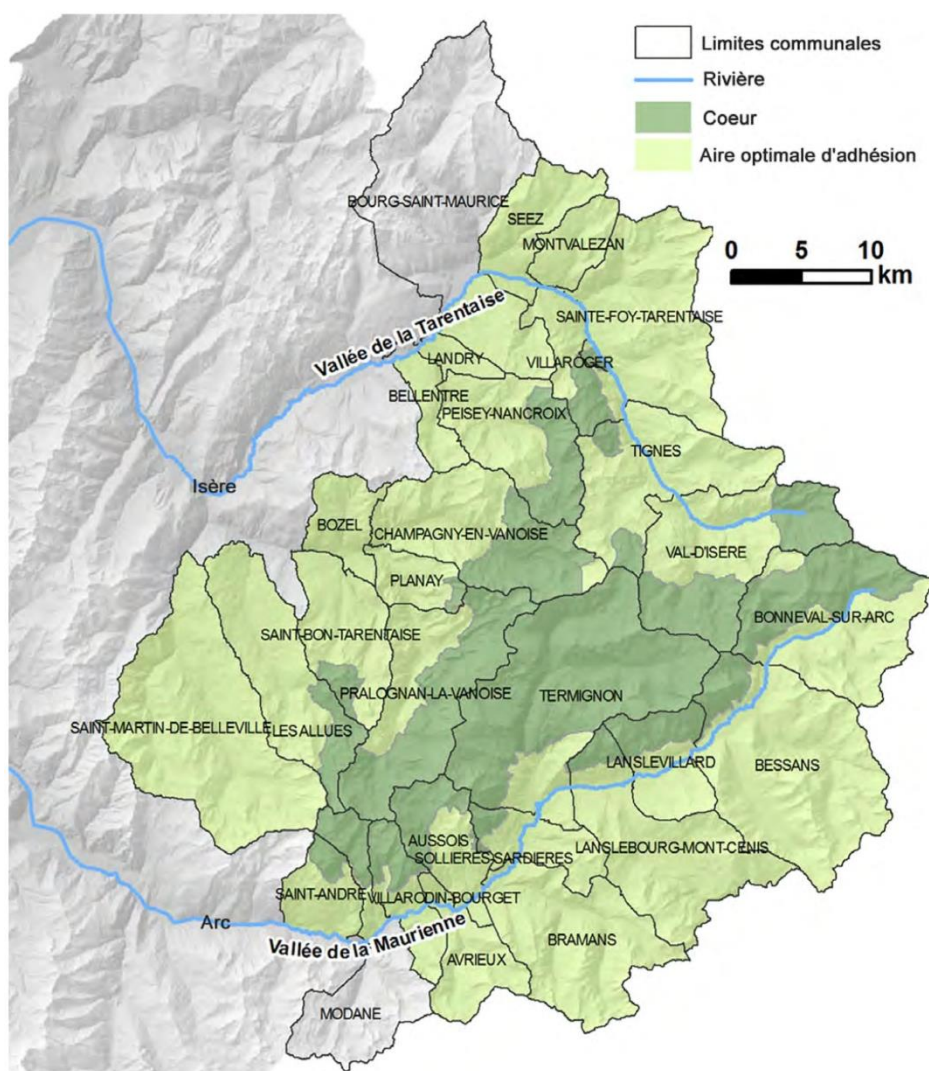 Limites communales
Rivière
Coeur
Aire optimale d'adhésion
BOURG-SAINT-MAURICE
SEEZ
MONTVALEZAN
0 5 10
km
SAINTE-FOY-TARENTAISE
Vallée de la Tarentaise
VILLAROGER
LANDRY
BELLENTRE
PEISEY-NANCROIX
TIGNES
Isère
BOZEL
CHAMPAGNY-EN-VANOISE
VAL-D'ISERE
PLANAY
BONNEVAL-SUR-ARC
SAINT-BON-TARENTAISE
PRALOGNAN-LA-VANOISE
TERMIGNON
SAINT-MARTIN-DE-BELLEVILLE
LES ALLUES
LANSLEVILLARD
BESSANS
AUSSOIS
SOLLIERES-SARDIERES
LANSLEBOURG-MONT-CENIS
SAINT-ANDRE
VILLARODIN-BOURGET
Arc
Vallée de la Maurienne
BRAMANS
AVRIEUX
MODANE